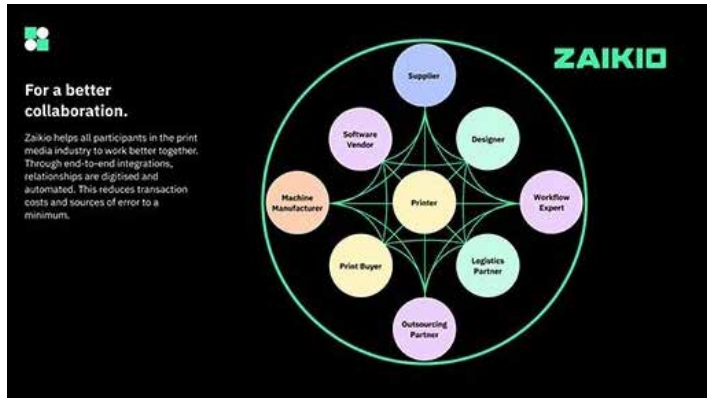 For a better
collaboration.
Zaikio helps all participants in the print
media industry to work better together.
Through end-to-end integrations,
relationships are digitised and
automated. This reduces transaction
costs and sources of error to a
minimum.
ZAIKIO
Supplier
Software
Vendor
Designer
Machine
Manufacturer
Printer
Workflow
Expert
Print Buyer
Logistics
Partner
Outsourcing
Partner